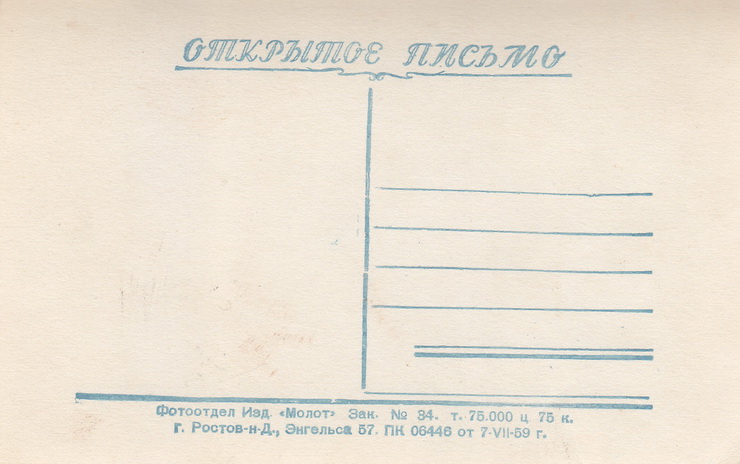 ОТКРЫТОЕ ПИСЬМО
Фотоотдел Изд. «Молот» Зак. № 34. т. 75.000 ц 75 к.
г. Ростов-н-Д., Энгельса 57. ПК 06446 от 7-VII-59 г.